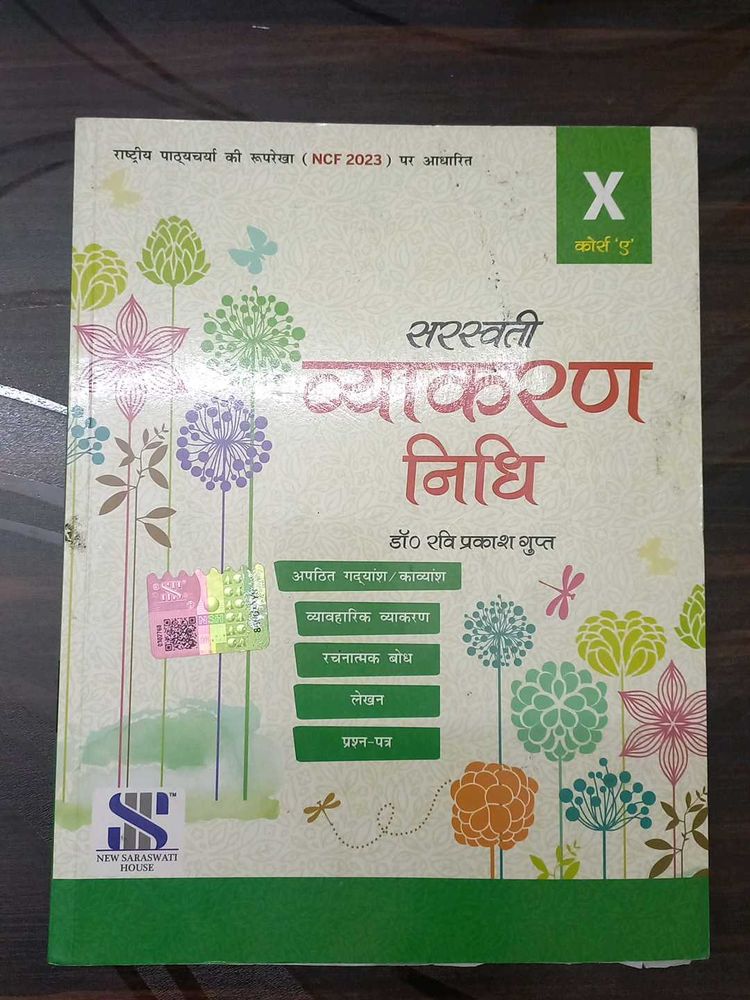 राष्ट्रीय पाठ्यचर्या की रूपरेखा ( NCF 2023 ) पर आधारित
X
कोर्स 'ए'
सरस्वती
व्याकरण
निधि
डॉ० रवि प्रकाश गुप्त
अपठित गद्यांश/काव्यांश
व्यावहारिक व्याकरण
रचनात्मक बोध
लेखन
प्रश्न-पत्र
TM
NEW SARASWATI
HOUSE